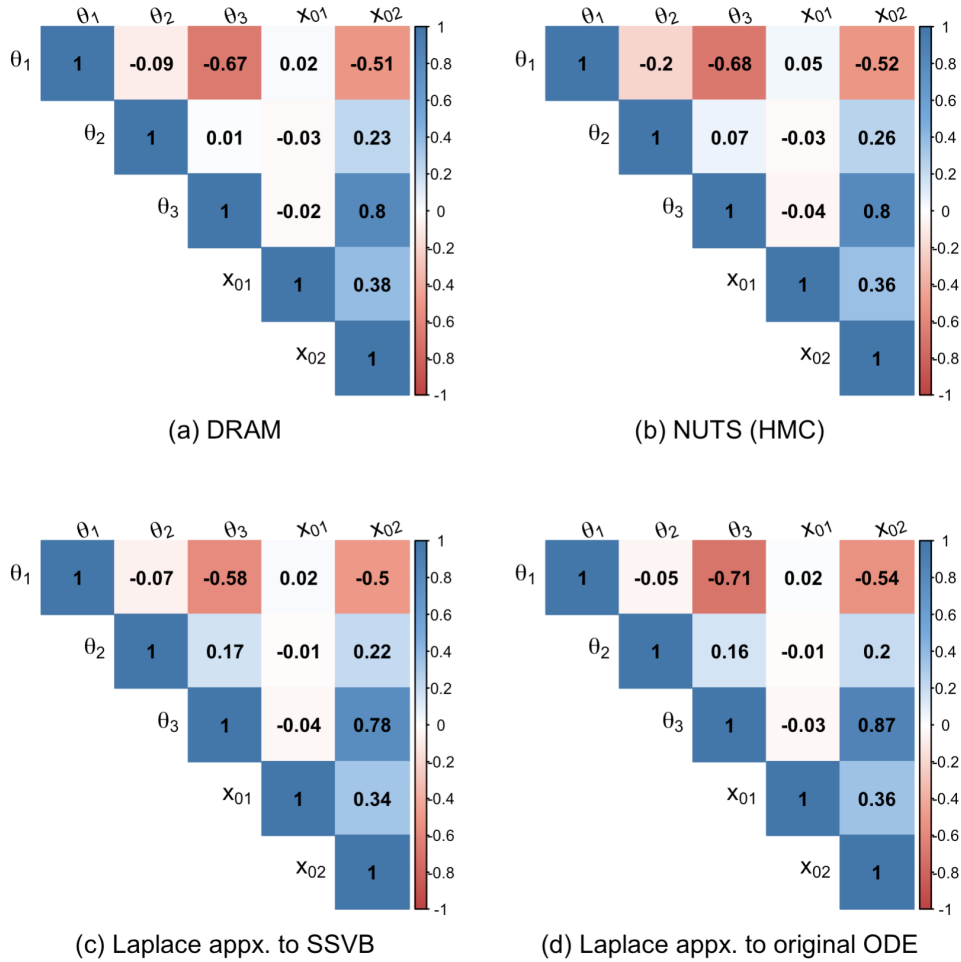 θ1 θ2 θ3 x01 x02
θ1 1 -0.09 -0.67 0.02 -0.51
θ2 1 0.01 -0.03 0.23
θ3 1 -0.02 0.8
x01 1 0.38
x02 1
1
0.8
0.6
0.4
0.2
0
-0.2
-0.4
-0.6
-0.8
-1
(a) DRAM
θ1 θ2 θ3 x01 x02
θ1 1 -0.2 -0.68 0.05 -0.52
θ2 1 0.07 -0.03 0.26
θ3 1 -0.04 0.8
x01 1 0.36
x02 1
1
0.8
0.6
0.4
0.2
0
-0.2
-0.4
-0.6
-0.8
-1
(b) NUTS (HMC)
θ1 θ2 θ3 x01 x02
θ1 1 -0.07 -0.58 0.02 -0.5
θ2 1 0.17 -0.01 0.22
θ3 1 -0.04 0.78
x01 1 0.34
x02 1
1
0.8
0.6
0.4
0.2
0
-0.2
-0.4
-0.6
-0.8
-1
(c) Laplace appx. to SSVB
θ1 θ2 θ3 x01 x02
θ1 1 -0.05 -0.71 0.02 -0.54
θ2 1 0.16 -0.01 0.2
θ3 1 -0.03 0.87
x01 1 0.36
x02 1
1
0.8
0.6
0.4
0.2
0
-0.2
-0.4
-0.6
-0.8
-1
(d) Laplace appx. to original ODE